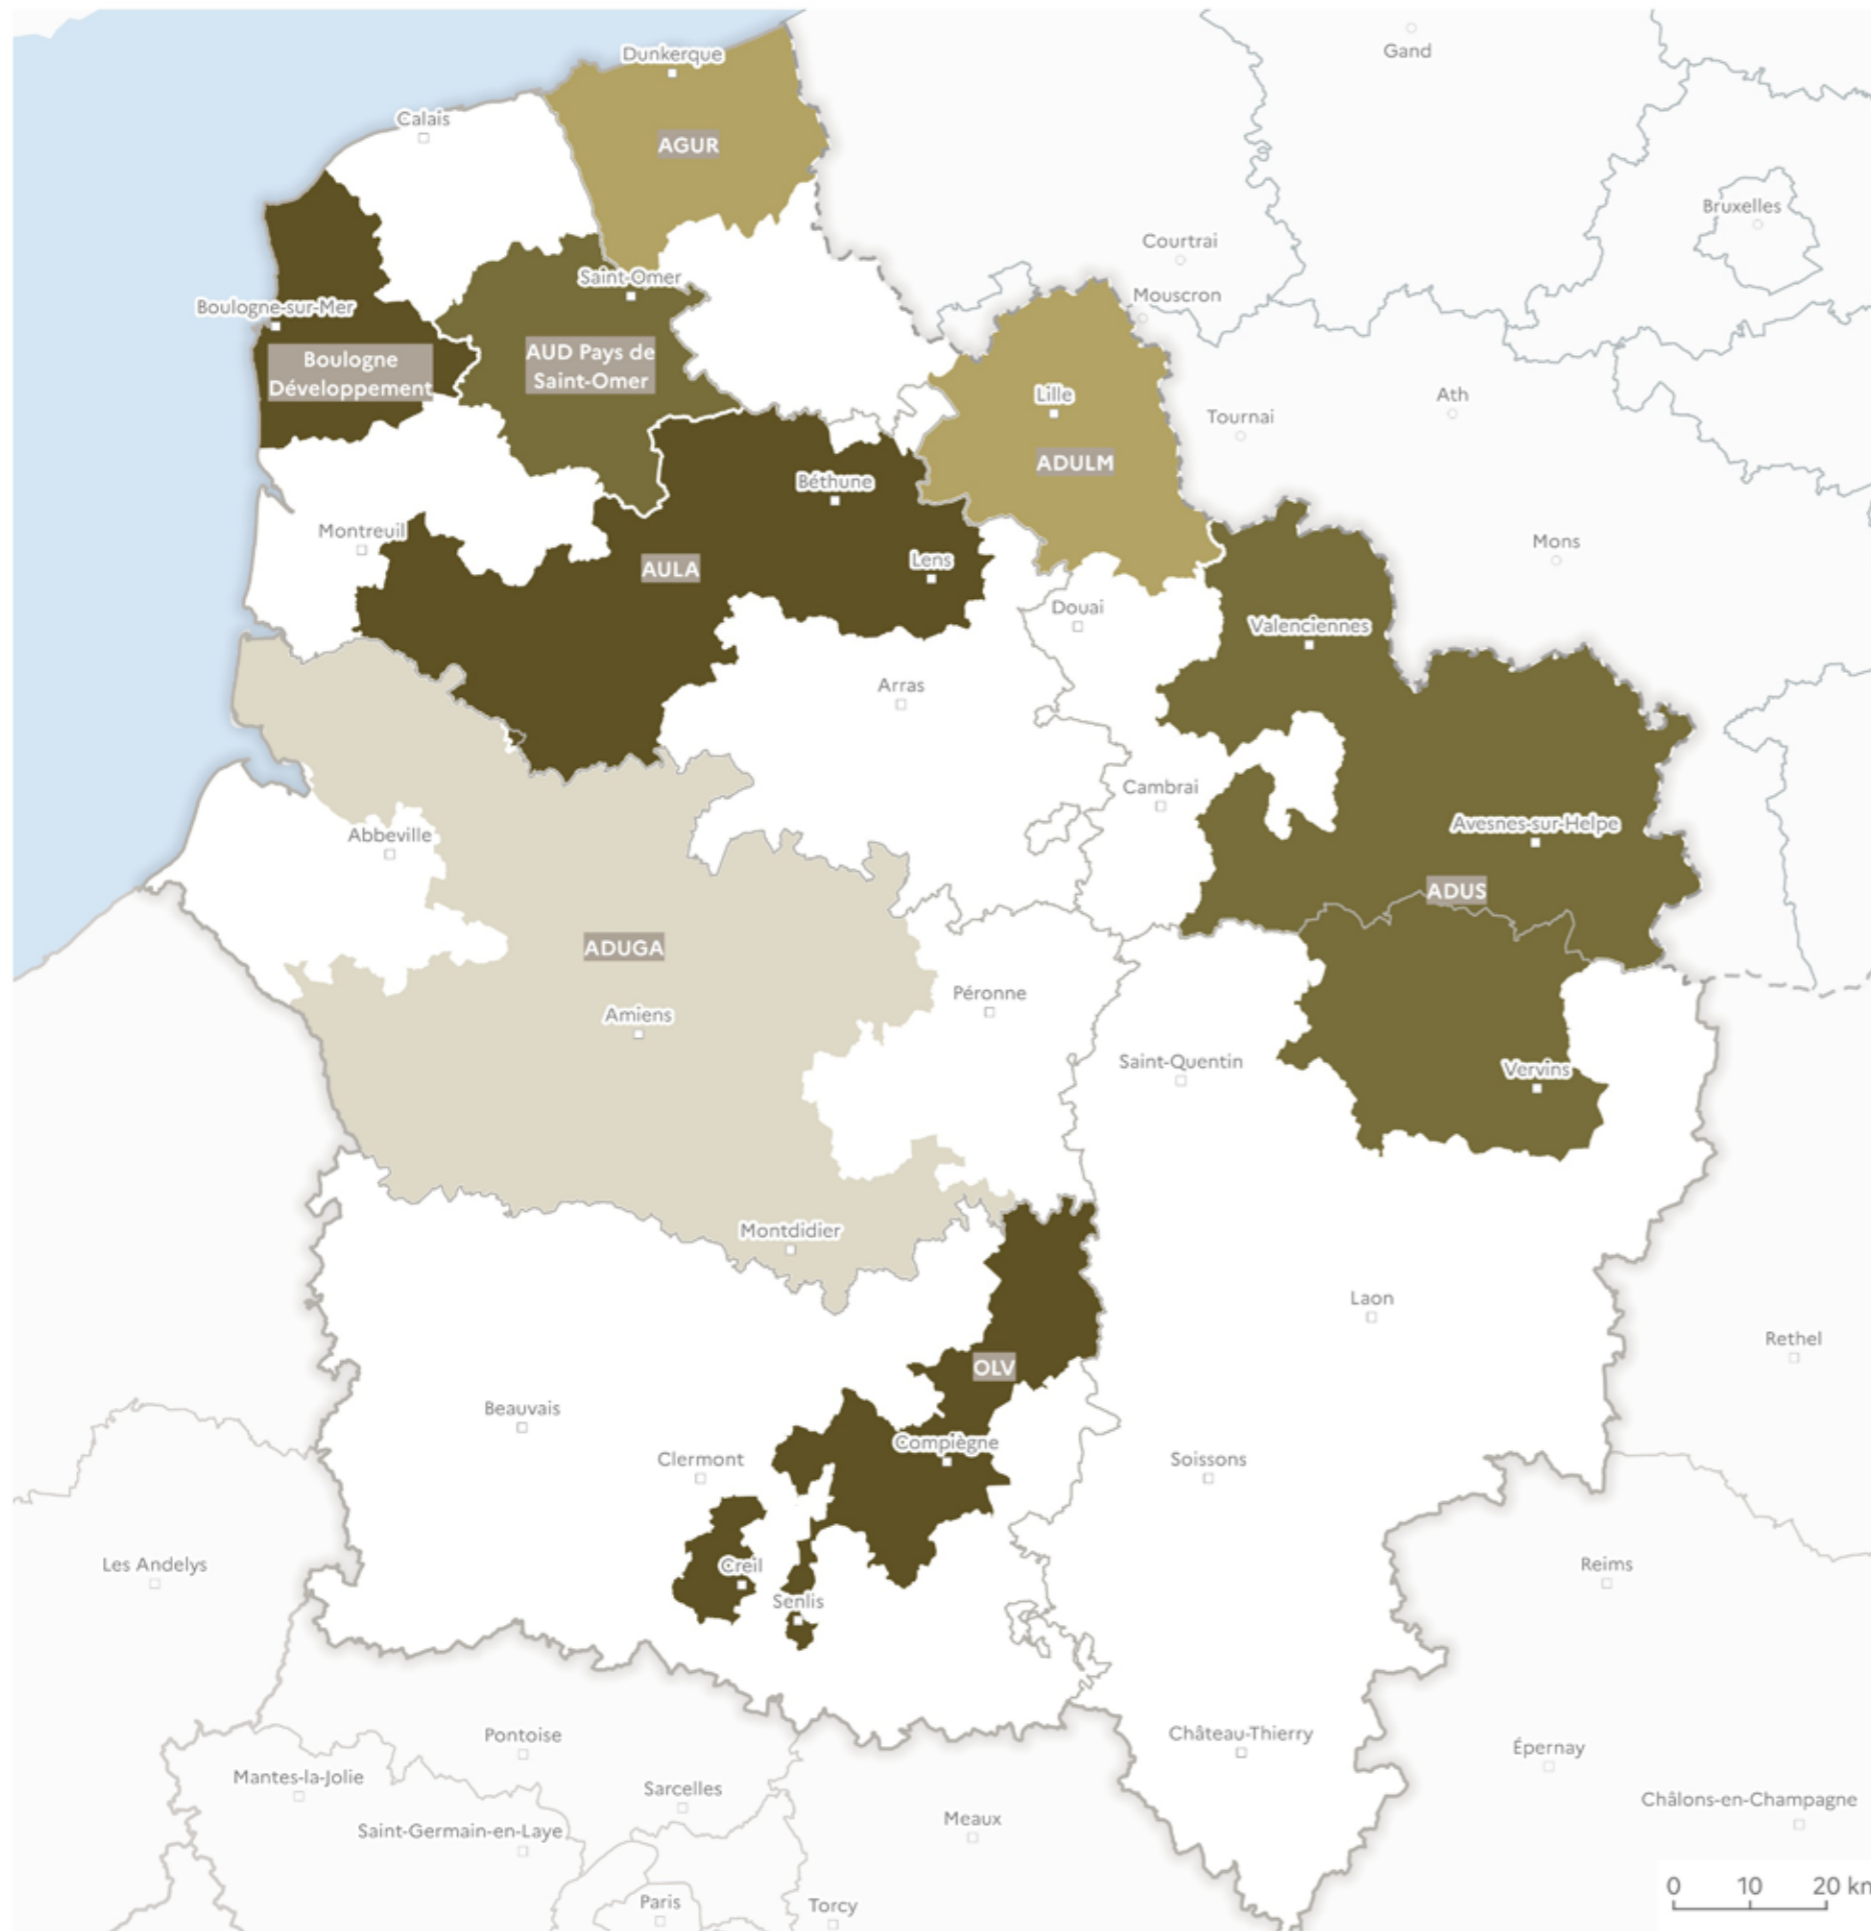 Gand
Dunkerque
Calais
AGUR
Bruxelles
Courtrai
Saint-Omer
Mouscron
Boulogne-sur-Mer
Boulogne
Développement
AUD Pays de
Saint-Omer
Lille
Ath
Tournai
ADULM
Béthune
Montreuil
Mons
Lens
AULA
Douai
Valenciennes
Arras
Cambrai
Abbeville
Avesnes-sur-Helpe
ADUS
ADUGA
Péronne
Amiens
Saint-Quentin
Vervins
Montdidier
Laon
Rethel
OLV
Beauvais
Compiègne
Clermont
Soissons
Les Andelys
Creil
Reims
Senlis
Pontoise
Château-Thierry
Épernay
Mantes-la-Jolie
Sarcelles
Châlons-en-Champagne
Meaux
Saint-Germain-en-Laye
0 10 20 km
Paris
Torcy